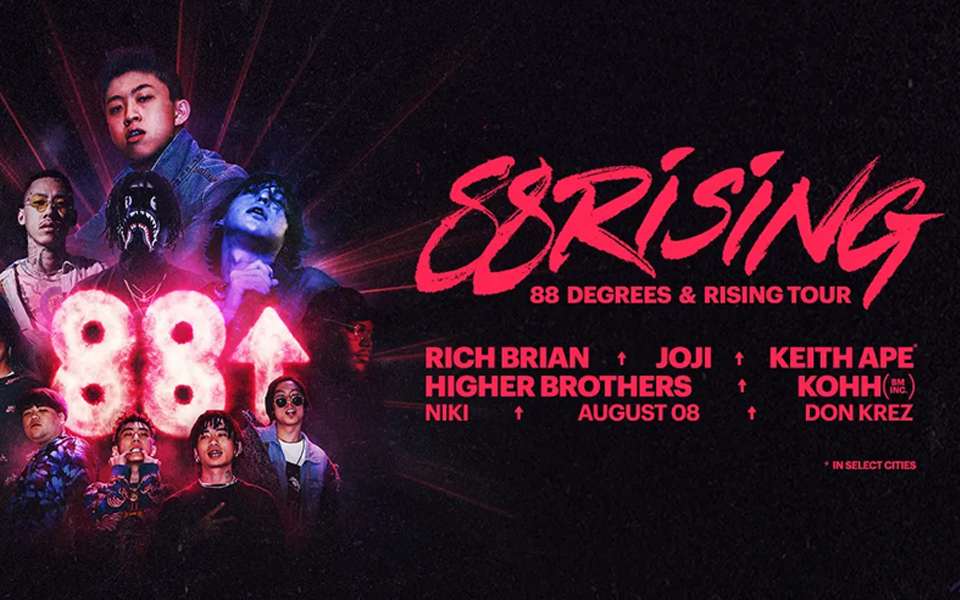 88↑
88RiSiNG
88 DEGREES & RISING TOUR
RICH BRIAN ↑ JOJI ↑ KEITH APE*
HIGHER BROTHERS ↑ KOHH(BM INC.)
NIKI ↑ AUGUST 08 ↑ DON KREZ
* IN SELECT CITIES